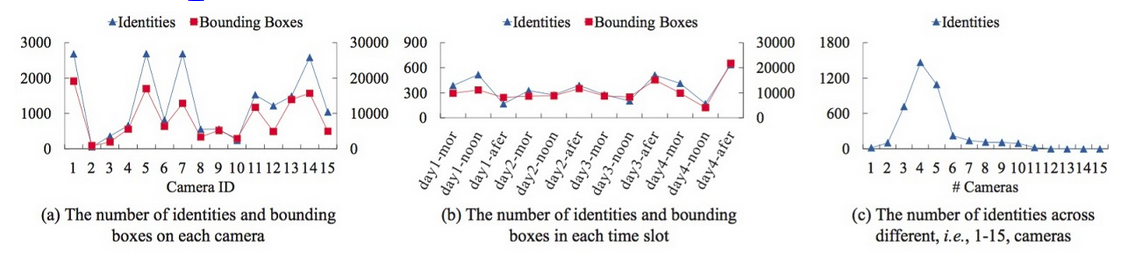 Identities Bounding Boxes
3000 30000
2000 20000
1000 10000
0 0
1 2 3 4 5 6 7 8 9 10 11 12 13 14 15
Camera ID
(a) The number of identities and bounding
boxes on each camera
Identities Bounding Boxes
900 30000
600 20000
300 10000
0 0
day1-mor day1-noon day1-afer day2-mor day2-noon day2-afer day3-mor day3-noon day3-afer day4-mor day4-noon day4-afer
(b) The number of identities and bounding
boxes in each time slot
Identities
1800
1200
600
0
1 2 3 4 5 6 7 8 9 10 11 12 13 14 15
# Cameras
(c) The number of identities across
different, i.e., 1-15, cameras